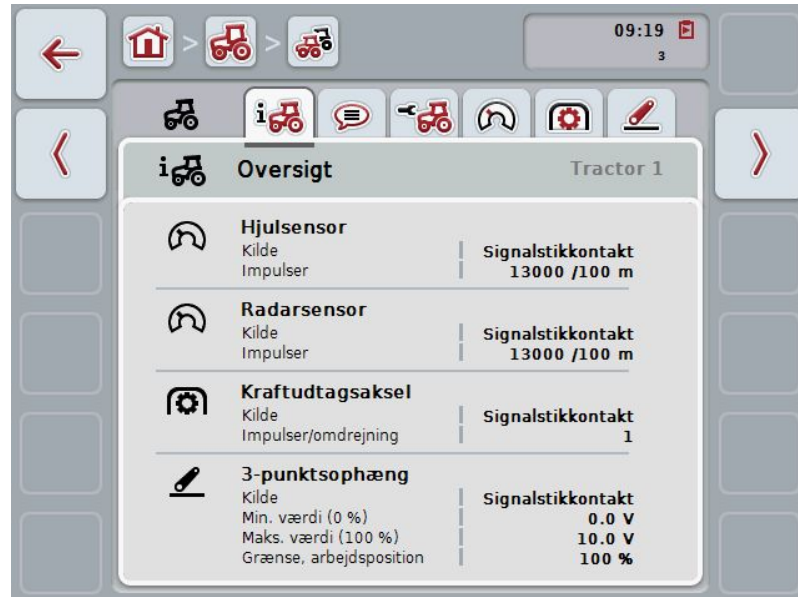 09:19
3
Oversigt Tractor 1
Hjulsensor
Kilde Signalstikkontakt
Impulser 13000 /100 m
Radarsensor
Kilde Signalstikkontakt
Impulser 13000 /100 m
Kraftudtagsaksel
Kilde Signalstikkontakt
Impulser/omdrejning 1
3-punktsophæng
Kilde Signalstikkontakt
Min. værdi (0 %) 0.0 V
Maks. værdi (100 %) 10.0 V
Grænse, arbejdsposition 100 %